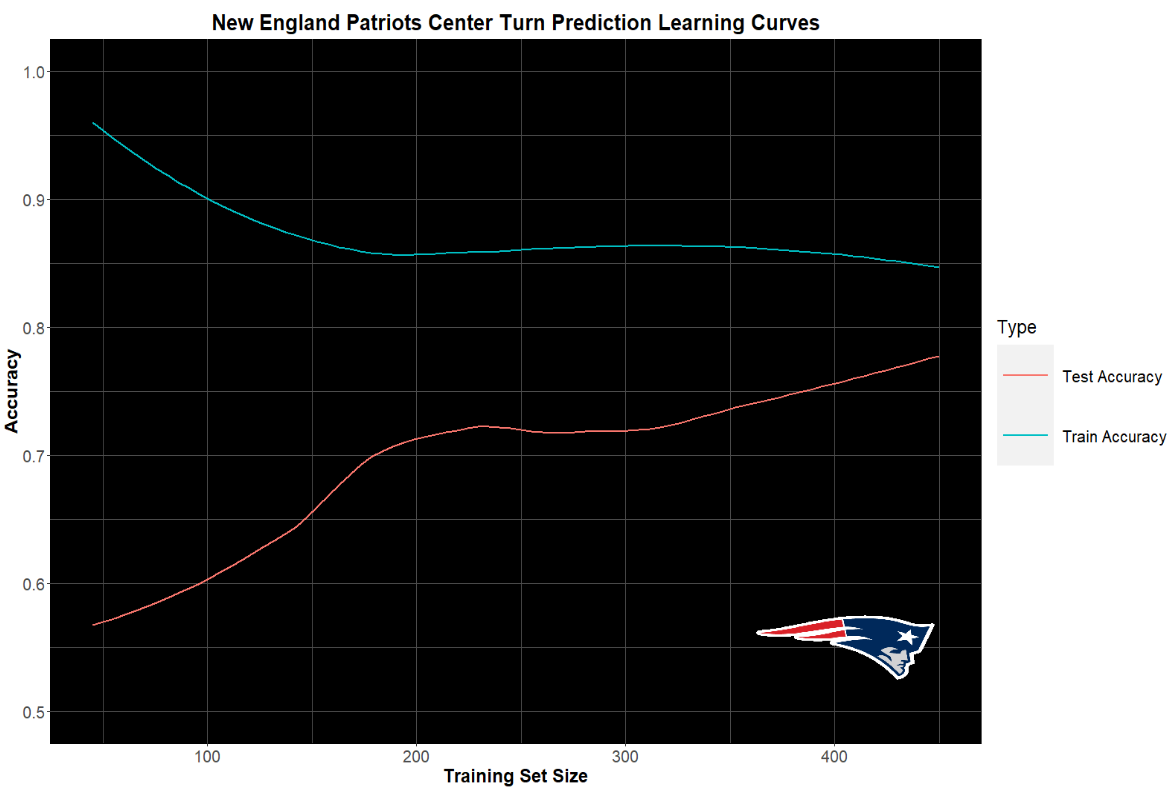 New England Patriots Center Turn Prediction Learning Curves
1.0
0.9
0.8
0.7
0.6
0.5
Accuracy
100 200 300 400
Training Set Size
Type
Test Accuracy
Train Accuracy